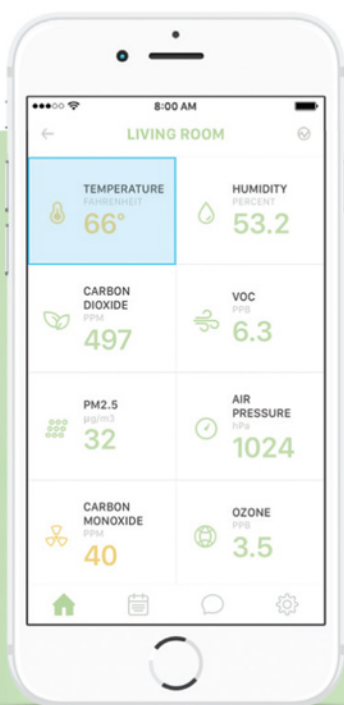 8:00 AM
LIVING ROOM
TEMPERATURE
FAHRENHEIT
66°
HUMIDITY
PERCENT
53.2
CARBON
DIOXIDE
PPM
497
VOC
PPB
6.3
PM2.5
µg/m3
32
AIR
PRESSURE
hPa
1024
CARBON
MONOXIDE
PPM
40
OZONE
PPB
3.5